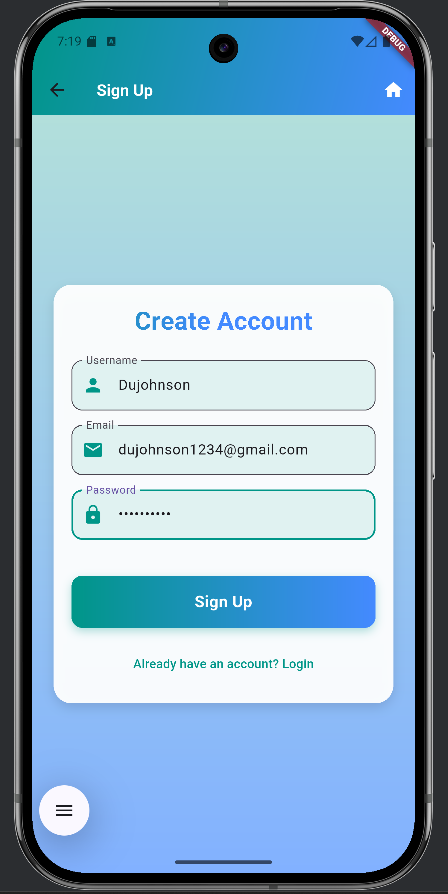 7:19
DEBUG
Sign Up
Create Account
Username
Dujohnson
Email
dujohnson1234@gmail.com
Password
••••••••••
Sign Up
Already have an account? Login